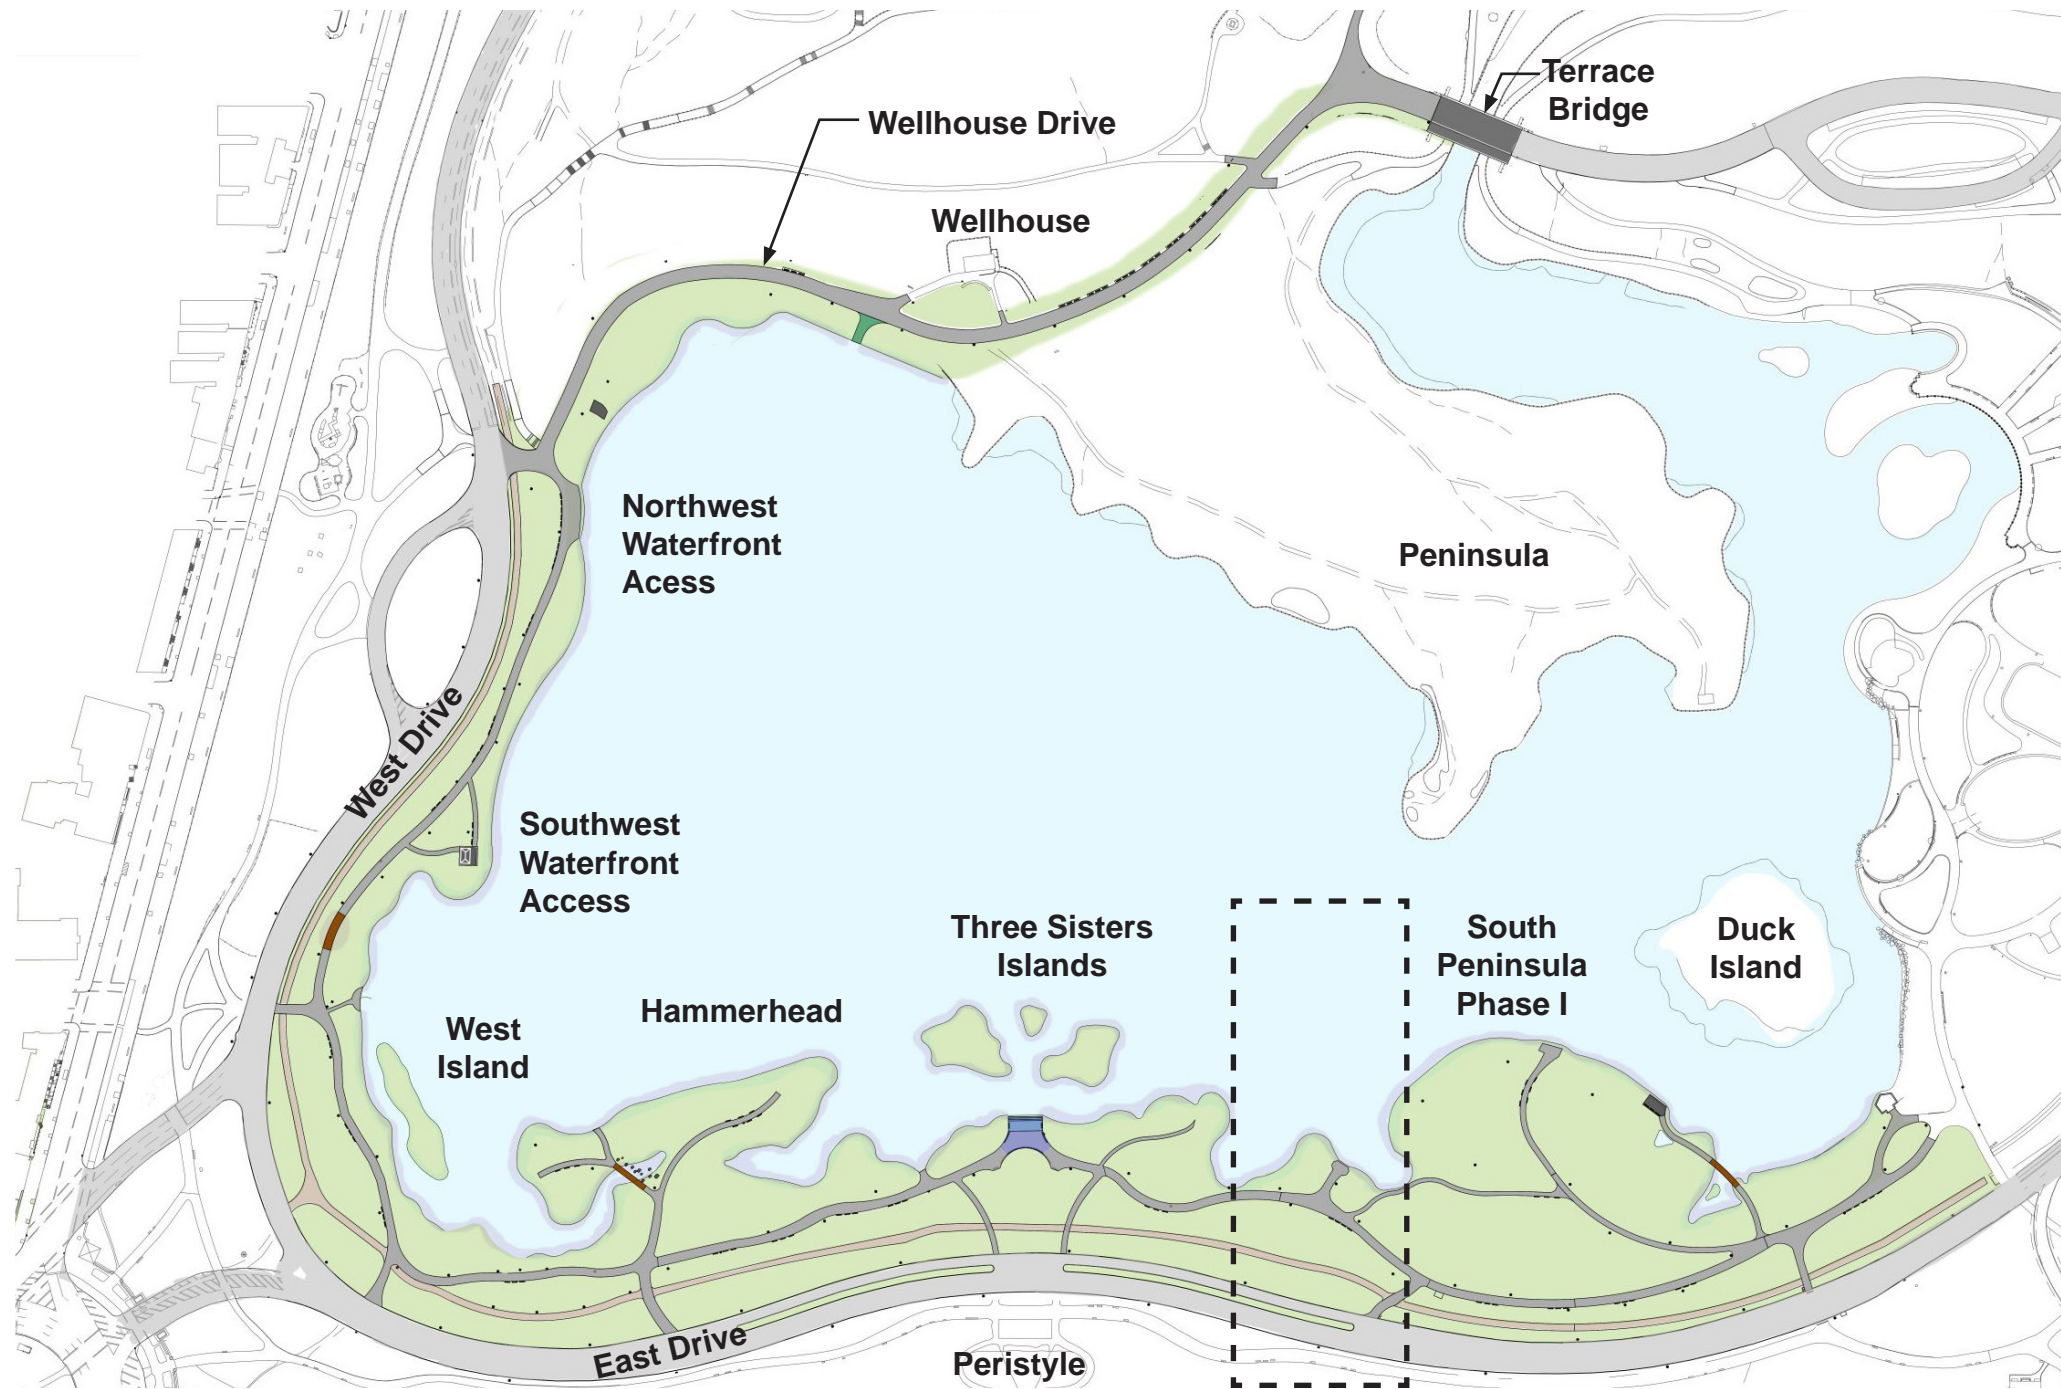 Terrace
Bridge
Wellhouse Drive
Wellhouse
Northwest
Waterfront
Acess
Peninsula
West Drive
Southwest
Waterfront
Access
Three Sisters
Islands
South
Peninsula
Phase I
Duck
Island
Hammerhead
West
Island
East Drive
Peristyle